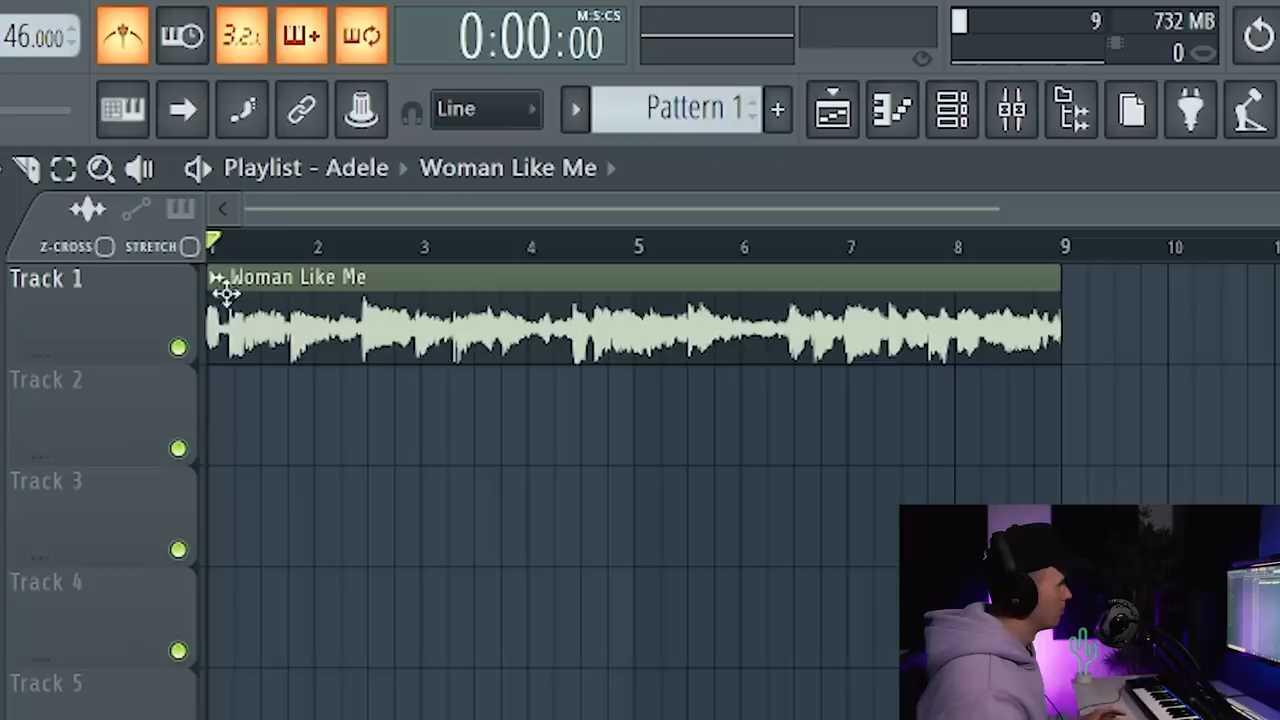 46.000
3.2.ı
0:00:00
M:S:CS
9
732 MB
0
Line
Pattern 1
+
Playlist - Adele
Woman Like Me
Z-CROSS
STRETCH
2
3
4
5
6
7
8
9
10
Track 1
Woman Like Me
Track 2
Track 3
Track 4
Track 5